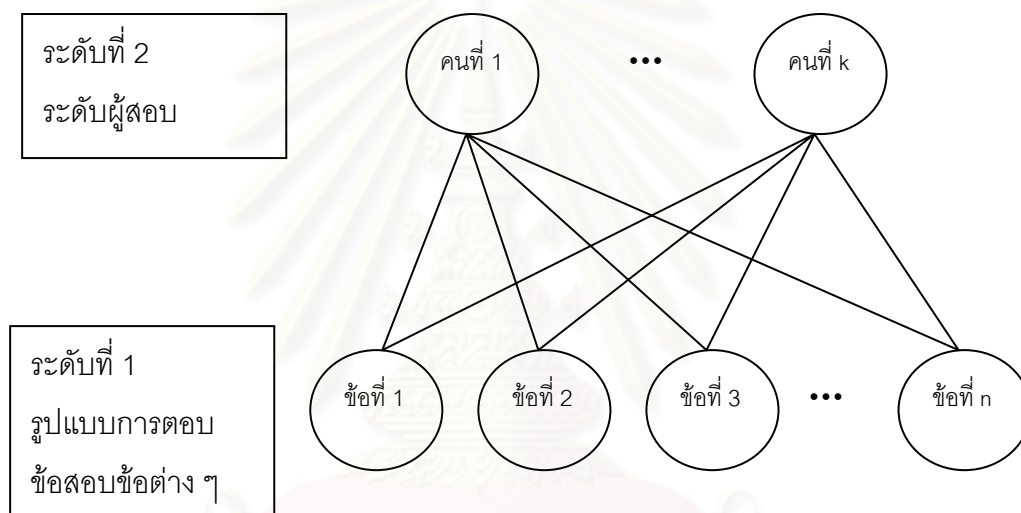 ระดับที่ 2
ระดับผู้สอบ
คนที่ 1 ••• คนที่ k
ระดับที่ 1
รูปแบบการตอบ
ข้อสอบข้อต่าง ๆ
ข้อที่ 1 ข้อที่ 2 ข้อที่ 3 ••• ข้อที่ n